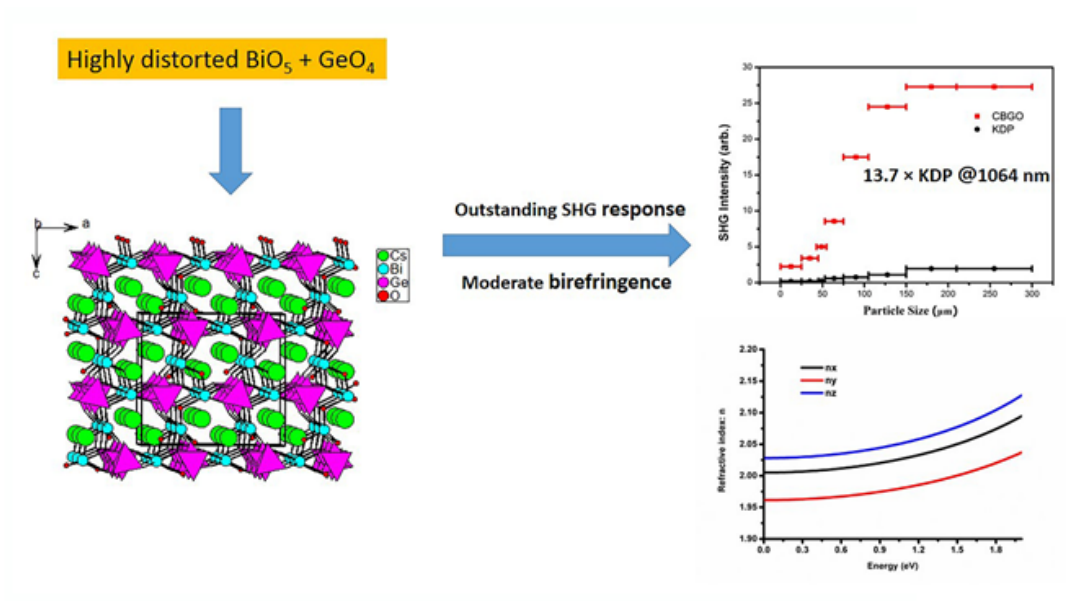 Highly distorted BiO₅ + GeO₄
b
a
c
Cs
Bi
Ge
O
Outstanding SHG response
Moderate birefringence
30
25
20
15
10
5
0
SHG Intensity (arb.)
CBGO
KDP
13.7 × KDP @1064 nm
0 50 100 150 200 250 300
Particle Size (μm)
2.20
2.15
2.10
2.05
2.00
1.95
1.90
Refractive index: n
nx
ny
nz
0.0 0.3 0.6 0.9 1.2 1.5 1.8
Energy (eV)